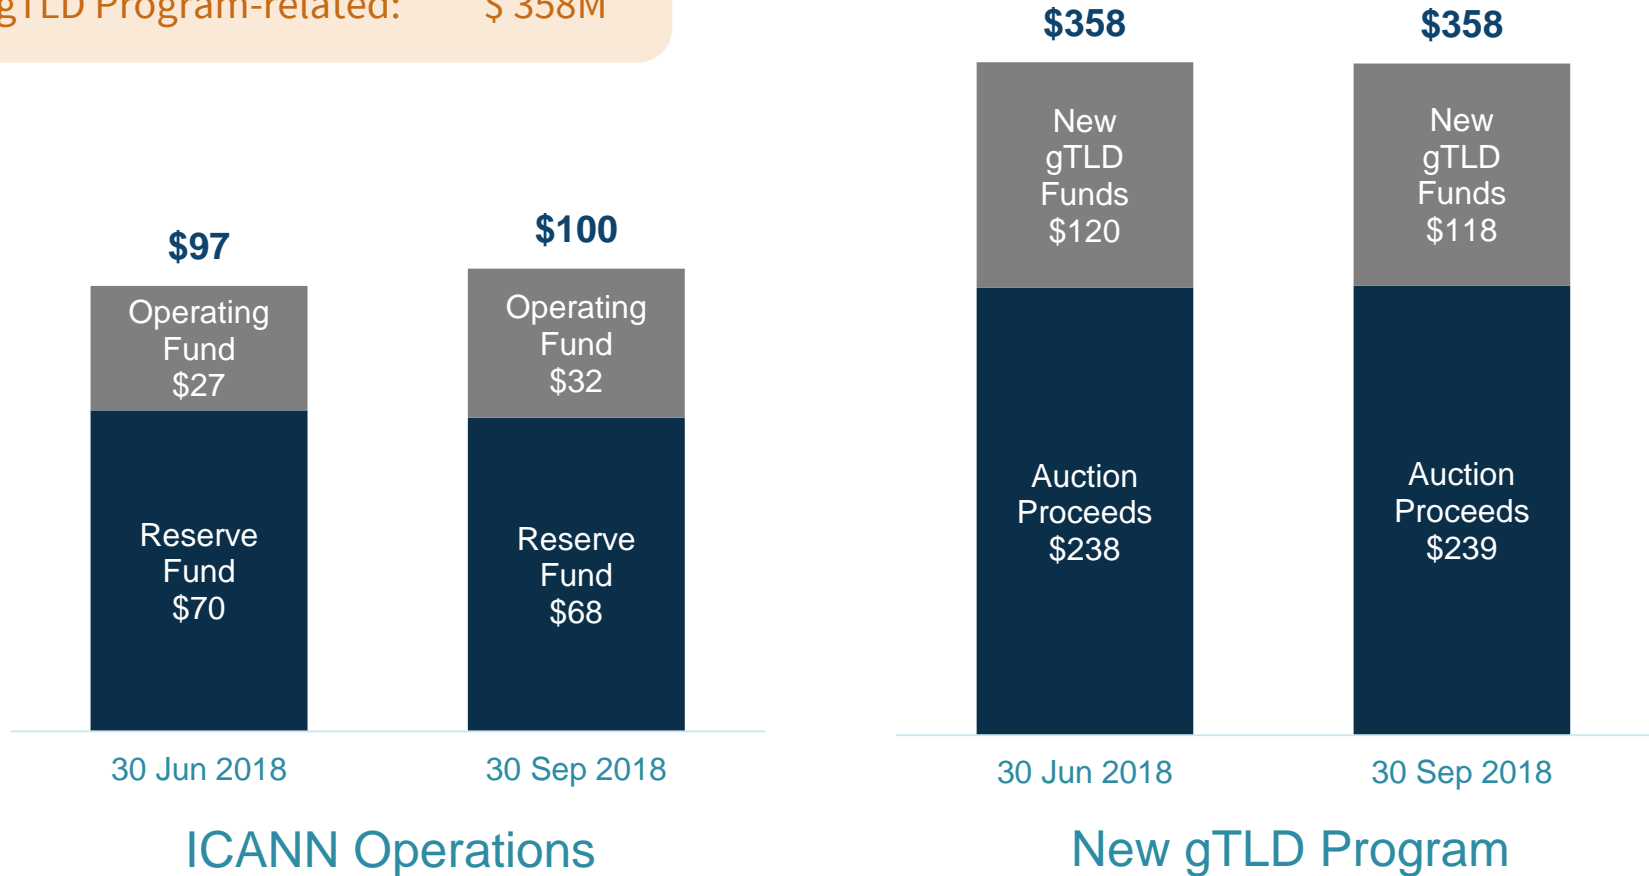 gTLD Program-related: $ 358M
$97
Operating
Fund
$27
Reserve
Fund
$70
30 Jun 2018
$100
Operating
Fund
$32
Reserve
Fund
$68
30 Sep 2018
ICANN Operations
$358
New
gTLD
Funds
$120
Auction
Proceeds
$238
30 Jun 2018
$358
New
gTLD
Funds
$118
Auction
Proceeds
$239
30 Sep 2018
New gTLD Program